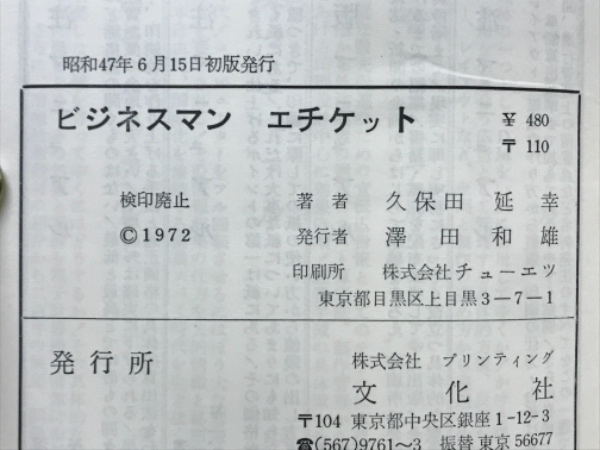 昭和47年6月15日初版発行
ビジネスマン エチケット ￥ 480
〒 110
検印廃止 著者 久保田 延幸
©1972 発行者 澤田和雄
印刷所 株式会社チューエツ
東京都目黒区上目黒3－7－1
発行所 株式会社 プリンティング
文化社
〒104 東京都中央区銀座1-12-3
☎(567)9761～3 振替 東京 56677